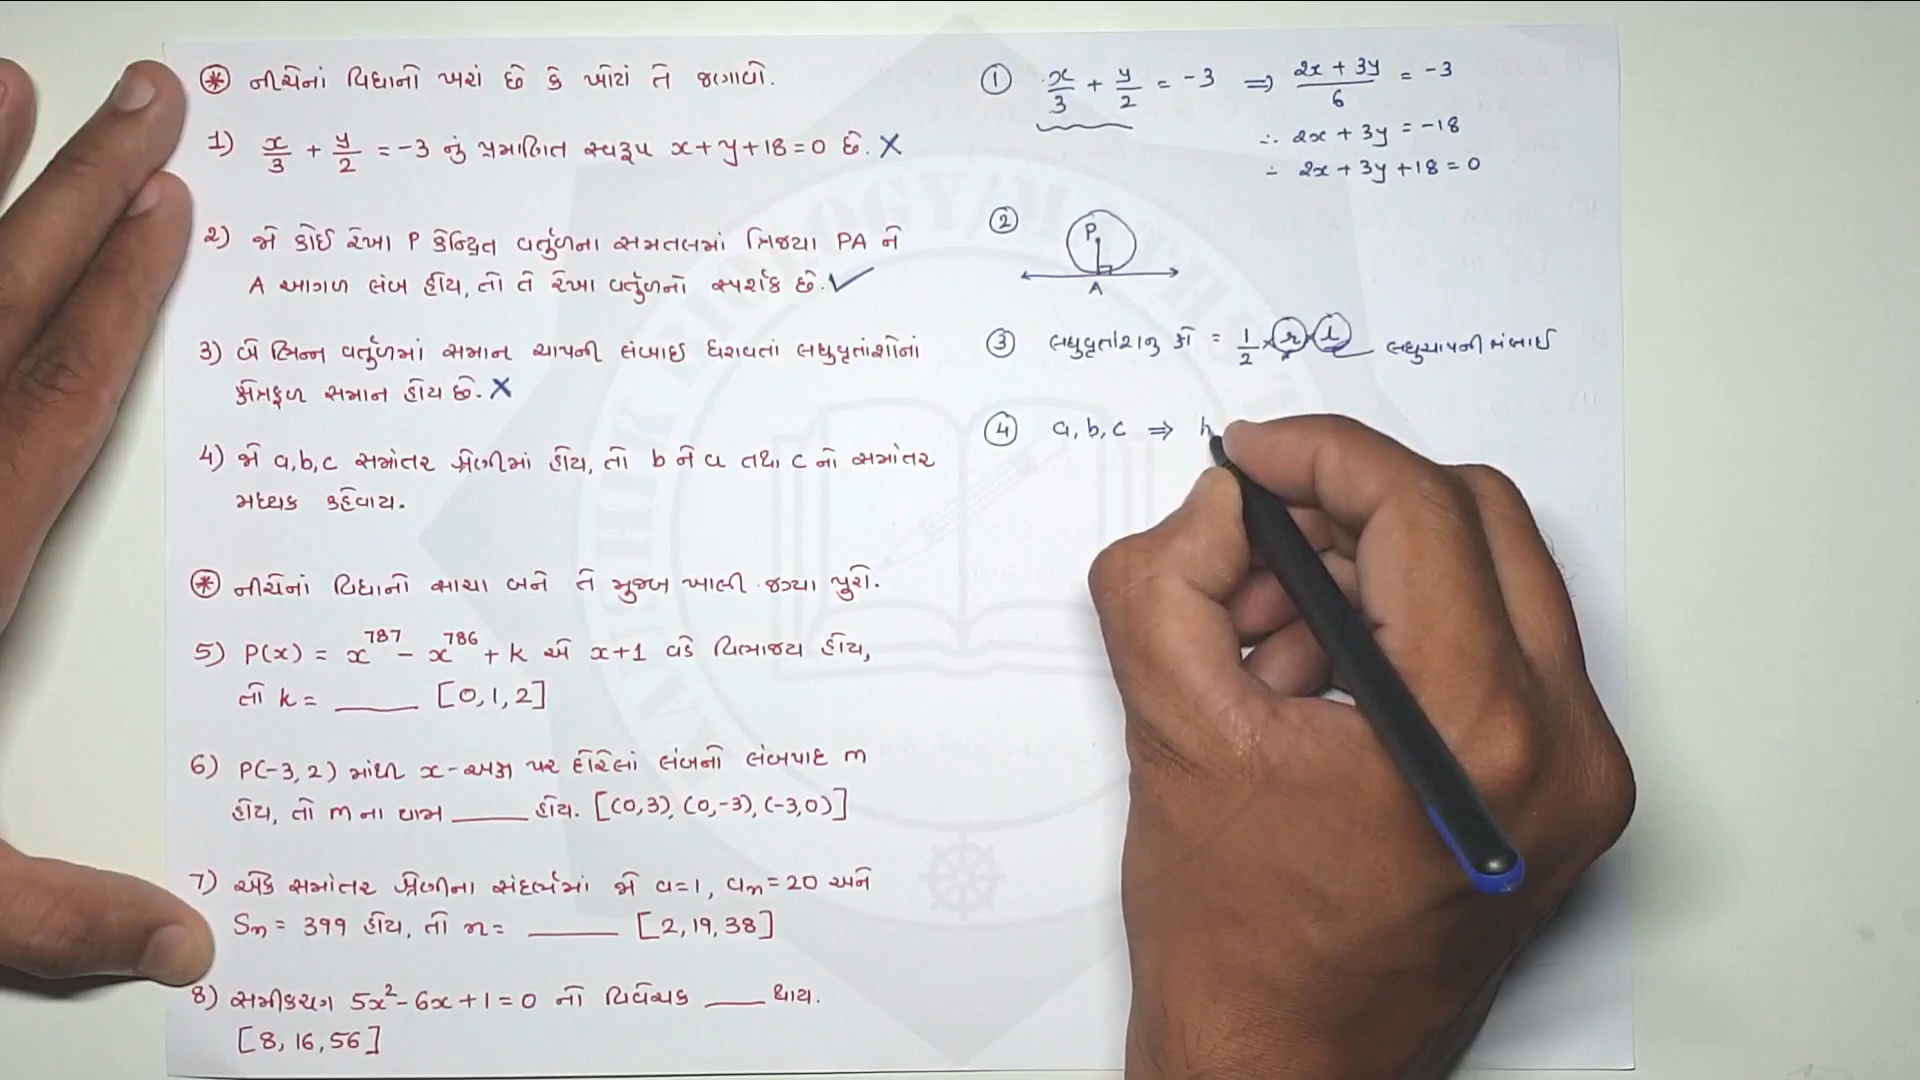 * નીચેનાં વિધાનો ખરાં છે કે ખોટાં તે જણાવો.
1) x/3 + y/2 = -3 નું પ્રમાણિત સ્વરૂપ x+y+18=0 છે. X
2) જો કોઈ રેખા P કેન્દ્રિત વર્તુળના સમતલમાં ત્રિજ્યા PA ને
A આગળ લંબ હોય, તો તે રેખા વર્તુળનો સ્પર્શક છે. ✓
3) બે ભિન્ન વર્તુળમાં સમાન ચાપની લંબાઈ ધરાવતાં લઘુવૃતાંશોનાં
ક્ષેત્રફળ સમાન હોય છે. X
4) જો a,b,c સમાંતર શ્રેણીમાં હોય, તો b ને a તથા c નો સમાંતર
મધ્યક કહેવાય.
* નીચેનાં વિધાનો સાચા બને તે મુજબ ખાલી જગ્યા પુરો.
5) P(x) = x^787 - x^786 + k એ x+1 વડે વિભાજ્ય હોય,
તો k = ____ [0,1,2]
6) P(-3,2) માંથી x-અક્ષ પર દોરેલાં લંબનો લંબપાદ M
હોય, તો M ના યામ ____ હોય. [(0,3), (0,-3), (-3,0)]
7) એક સમાંતર શ્રેણીના સંદર્ભમાં જો a=1, an=20 અને
Sn = 399 હોય, તો n = ____ [2,19,38]
8) સમીકરણ 5x²-6x+1=0 નો વિવેચક ____ થાય.
[8,16,56]
① x/3 + y/2 = -3 ⇒ (2x + 3y)/6 = -3
∴ 2x + 3y = -18
∴ 2x + 3y + 18 = 0
②
P
A
③ લઘુવૃતાંશનુ ક્ષે = 1/2 × r × l લઘુચાપની લંબાઈ
④ a, b, c ⇒